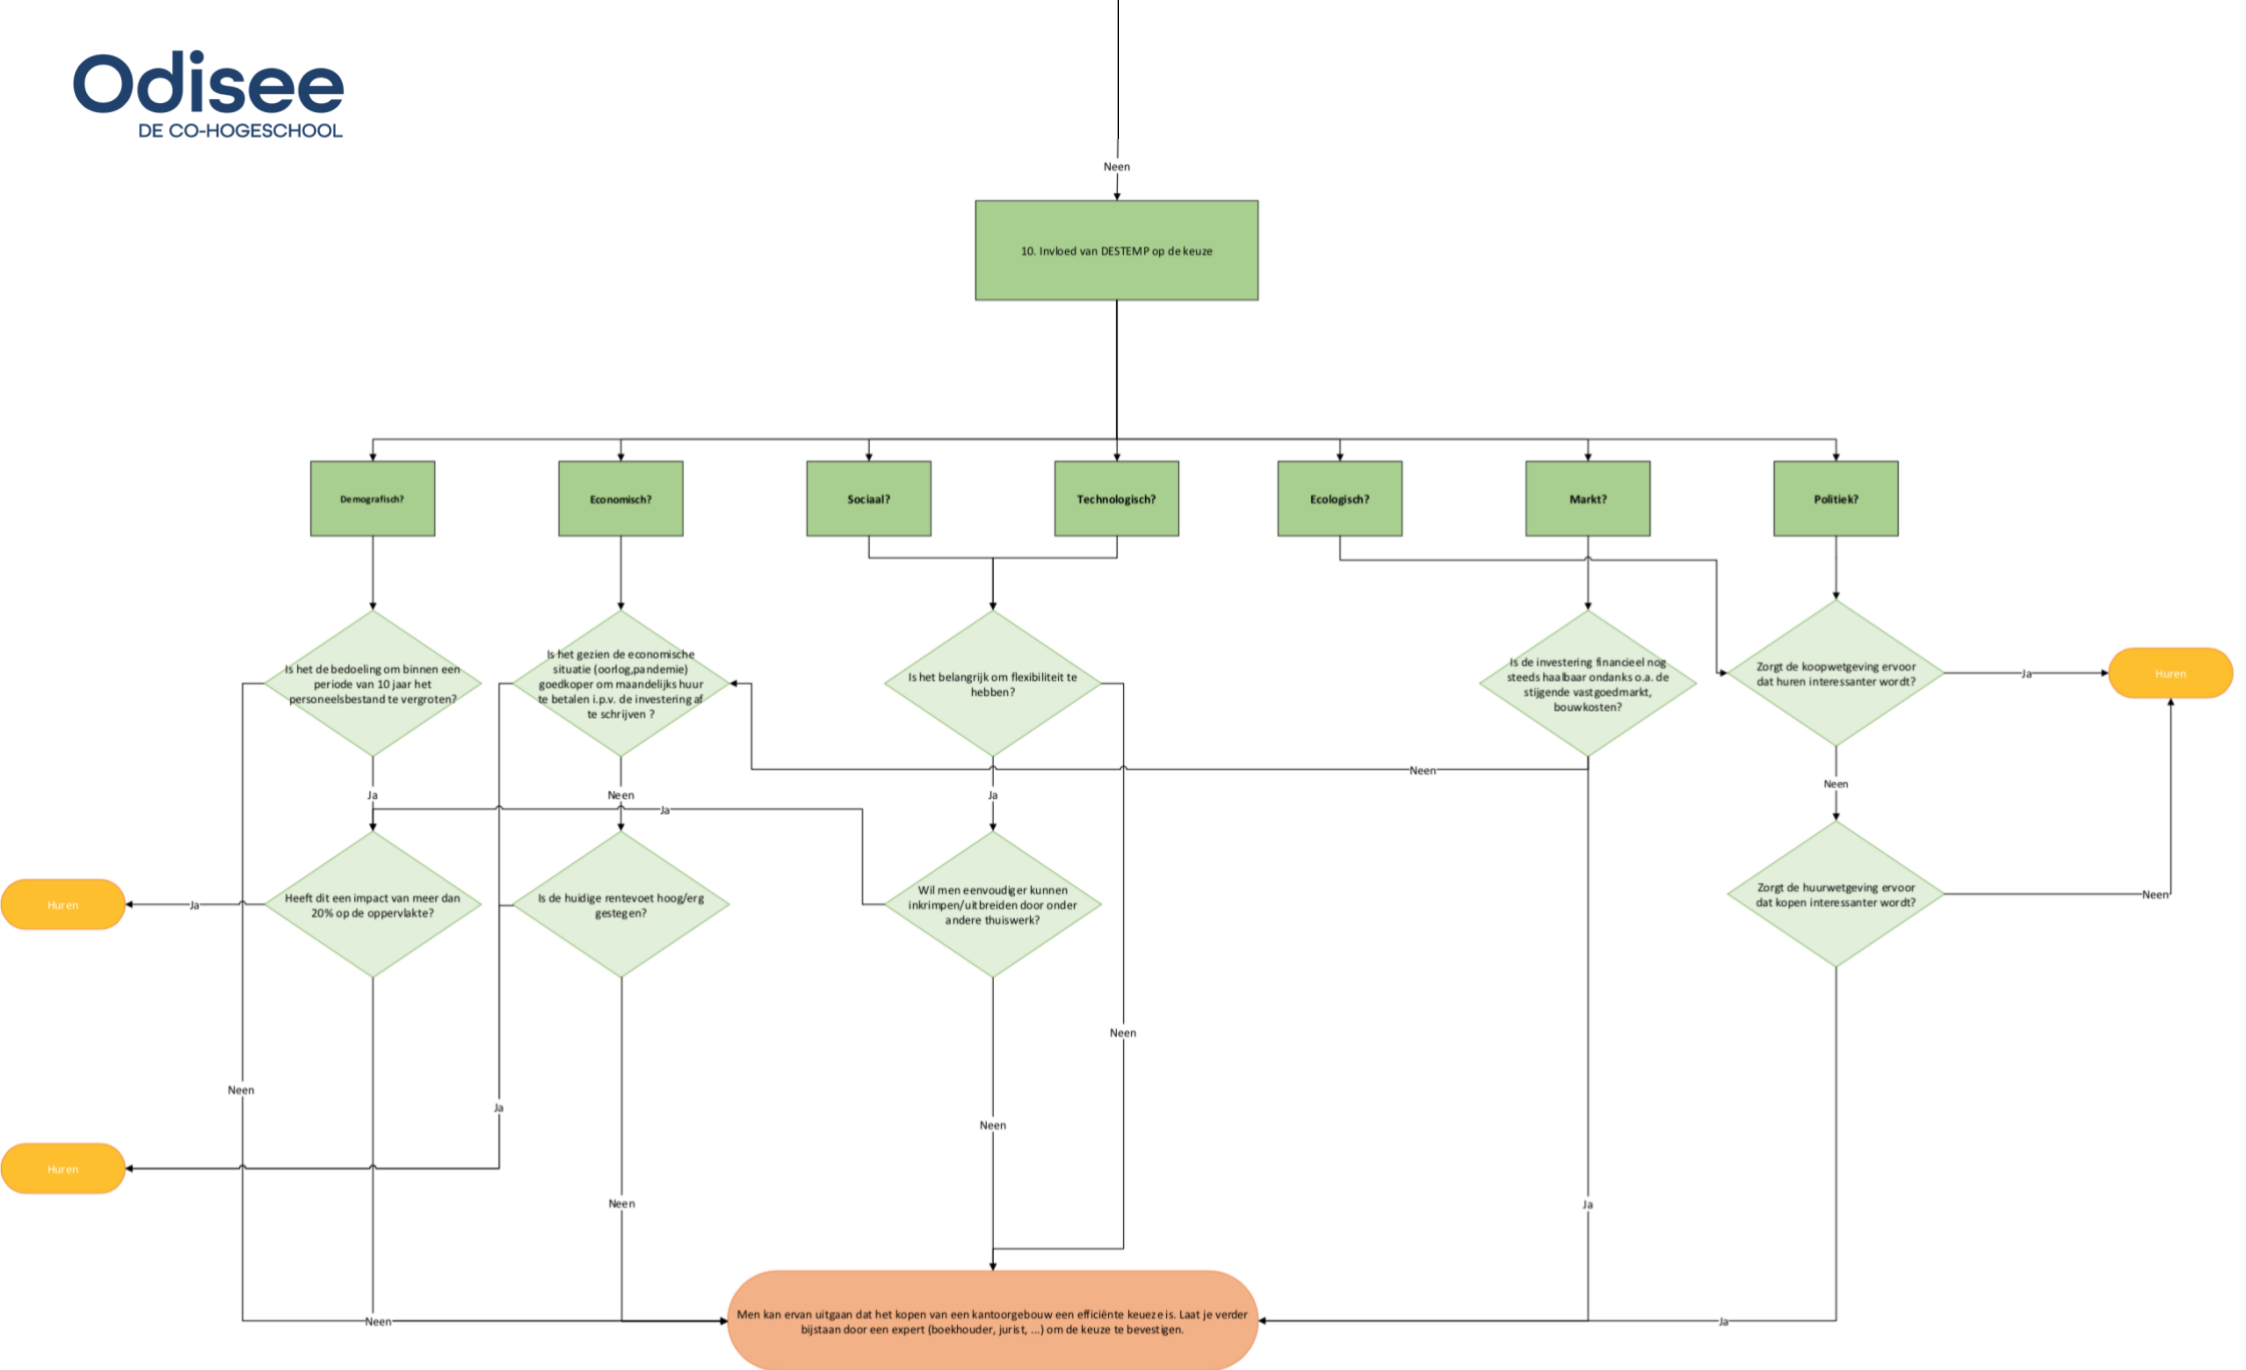 Odisee
DE CO-HOGESCHOOL
Neen
10. Invloed van DESTEMP op de keuze
Demografisch?
Economisch?
Sociaal?
Technologisch?
Ecologisch?
Markt?
Politiek?
Is het de bedoeling om binnen een
periode van 10 jaar het
personeelsbestand te vergroten?
Is het gezien de economische
situatie (oorlog,pandemie)
goedkoper om maandelijks huur
te betalen i.p.v. de investering af
te schrijven ?
Is het belangrijk om flexibiliteit te
hebben?
Is de investering financieel nog
steeds haalbaar ondanks o.a. de
stijgende vastgoedmarkt,
bouwkosten?
Zorgt de koopwetgeving ervoor
dat huren interessanter wordt?
Ja
Huren
Neen
Ja
Neen
Ja
Neen
Ja
Huren
Ja
Heeft dit een impact van meer dan
20% op de oppervlakte?
Is de huidige rentevoet hoog/erg
gestegen?
Wil men eenvoudiger kunnen
inkrimpen/uitbreiden door onder
andere thuiswerk?
Zorgt de huurwetgeving ervoor
dat kopen interessanter wordt?
Neen
Neen
Neen
Ja
Neen
Huren
Neen
Ja
Men kan ervan uitgaan dat het kopen van een kantoorgebouw een efficiënte keueze is. Laat je verder
bijstaan door een expert (boekhouder, jurist, ...) om de keuze te bevestigen.
Neen
Ja